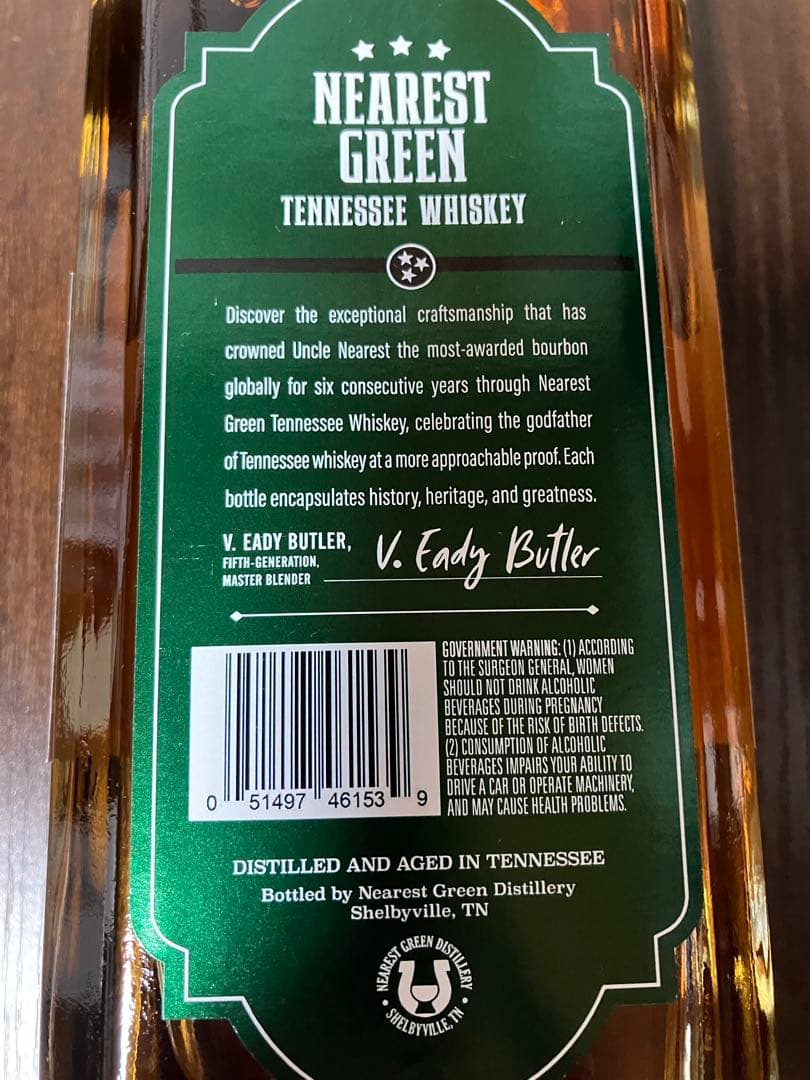 NEAREST
GREEN
TENNESSEE WHISKEY
Discover the exceptional craftsmanship that has
crowned Uncle Nearest the most-awarded bourbon
globally for six consecutive years through Nearest
Green Tennessee Whiskey, celebrating the godfather
of Tennessee whiskey at a more approachable proof. Each
bottle encapsulates history, heritage, and greatness.
V. EADY BUTLER,
FIFTH-GENERATION,
MASTER BLENDER
V. Eady Butler
GOVERNMENT WARNING: (1) ACCORDING
TO THE SURGEON GENERAL, WOMEN
SHOULD NOT DRINK ALCOHOLIC
BEVERAGES DURING PREGNANCY
BECAUSE OF THE RISK OF BIRTH DEFECTS.
(2) CONSUMPTION OF ALCOHOLIC
BEVERAGES IMPAIRS YOUR ABILITY TO
DRIVE A CAR OR OPERATE MACHINERY,
AND MAY CAUSE HEALTH PROBLEMS.
0 51497 46153 9
DISTILLED AND AGED IN TENNESSEE
Bottled by Nearest Green Distillery
Shelbyville, TN
NEAREST GREEN DISTILLERY
• SHELBYVILLE, TN •